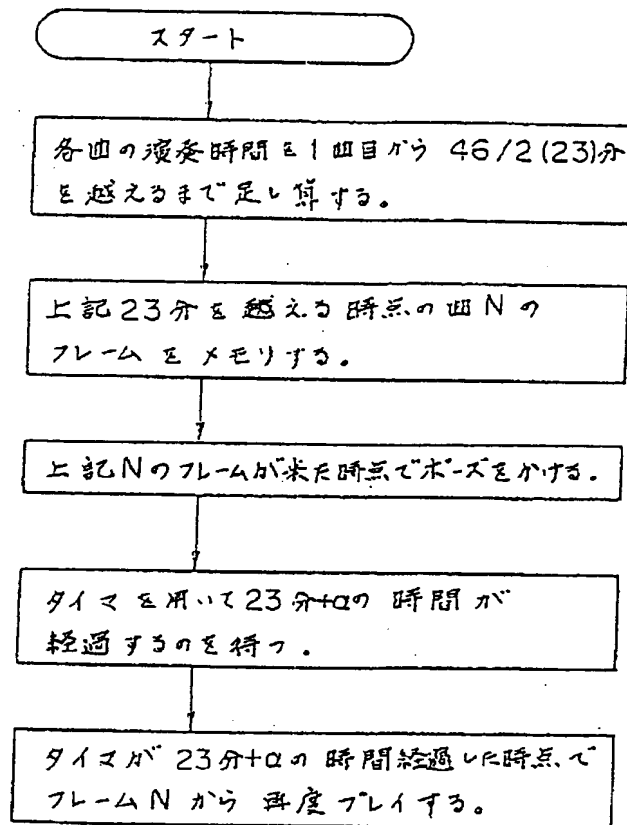 スタート
各曲の演奏時間を1曲目から 46/2(23)分
を越えるまで足し算する。
上記23分を越える時点の曲Nの
フレームをメモリする。
上記Nのフレームが来た時点でポーズをかける。
タイマを用いて23分+αの時間が
経過するのを待つ。
タイマが23分+αの時間経過した時点で
フレームNから再度プレイする。